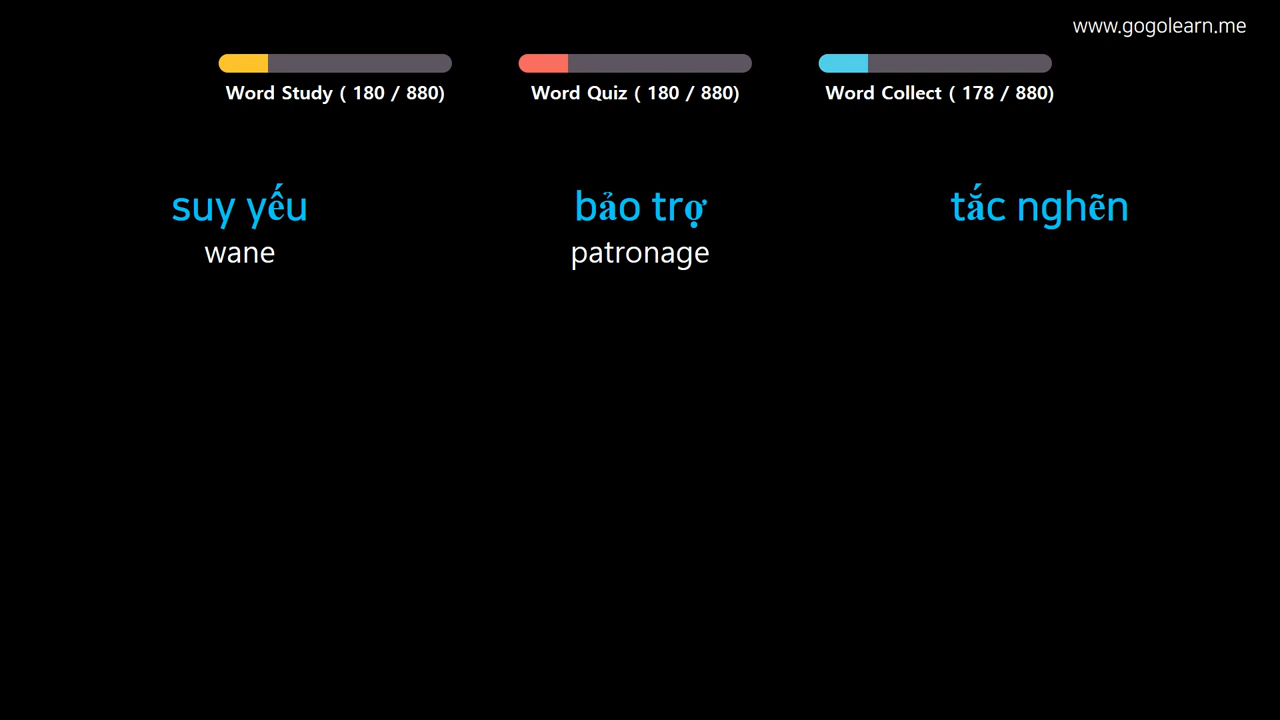 www.gogolearn.me
Word Study ( 180 / 880)
Word Quiz ( 180 / 880)
Word Collect ( 178 / 880)
suy yếu
wane
bảo trợ
patronage
tắc nghẽn